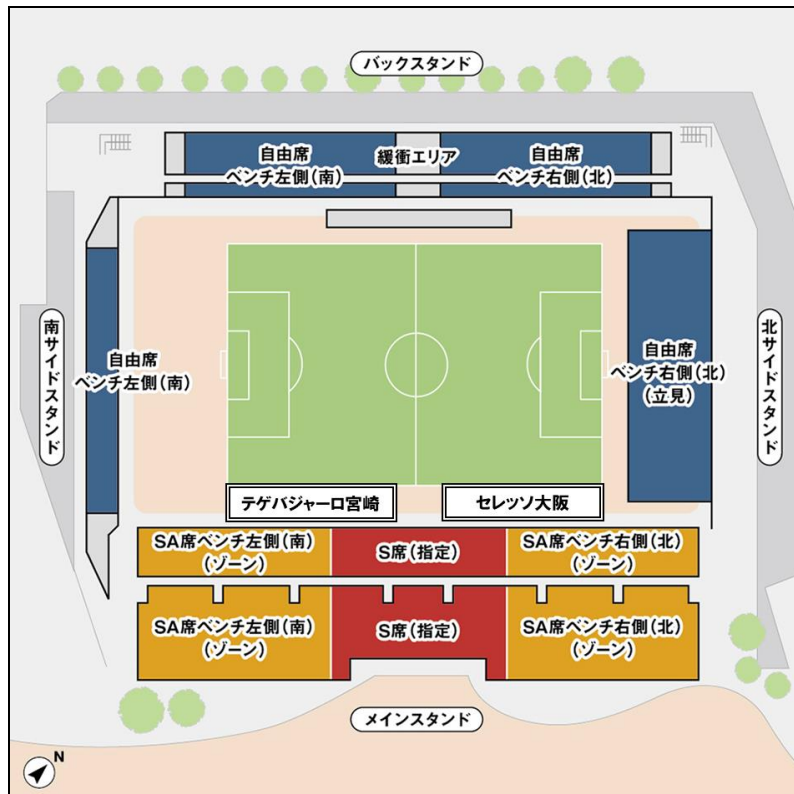 バックスタンド
自由席
ベンチ左側(南)
緩衝エリア
自由席
ベンチ右側(北)
南サイドスタンド
自由席
ベンチ左側(南)
自由席
ベンチ右側(北)
(立見)
北サイドスタンド
テゲバジャーロ宮崎
セレッソ大阪
SA席ベンチ左側(南)
(ゾーン)
S席(指定)
SA席ベンチ右側(北)
(ゾーン)
SA席ベンチ左側(南)
(ゾーン)
S席(指定)
SA席ベンチ右側(北)
(ゾーン)
メインスタンド
N